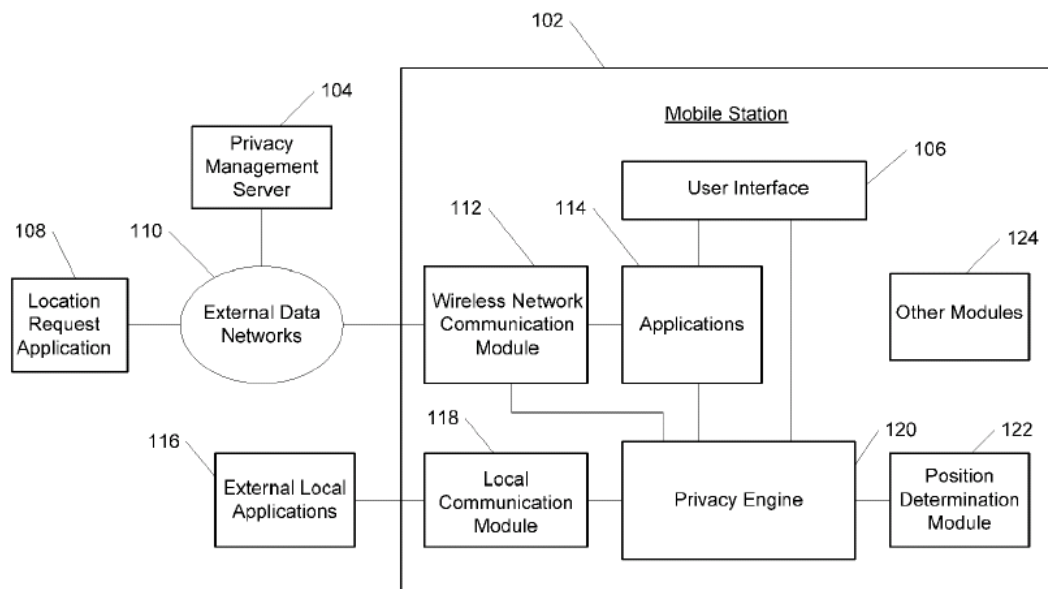 102
104
Mobile Station
Privacy
Management
Server
106
User Interface
108
110
112
114
124
Location
Request
Application
External Data
Networks
Wireless Network
Communication
Module
Applications
Other Modules
116
118
120
122
External Local
Applications
Local
Communication
Module
Privacy Engine
Position
Determination
Module